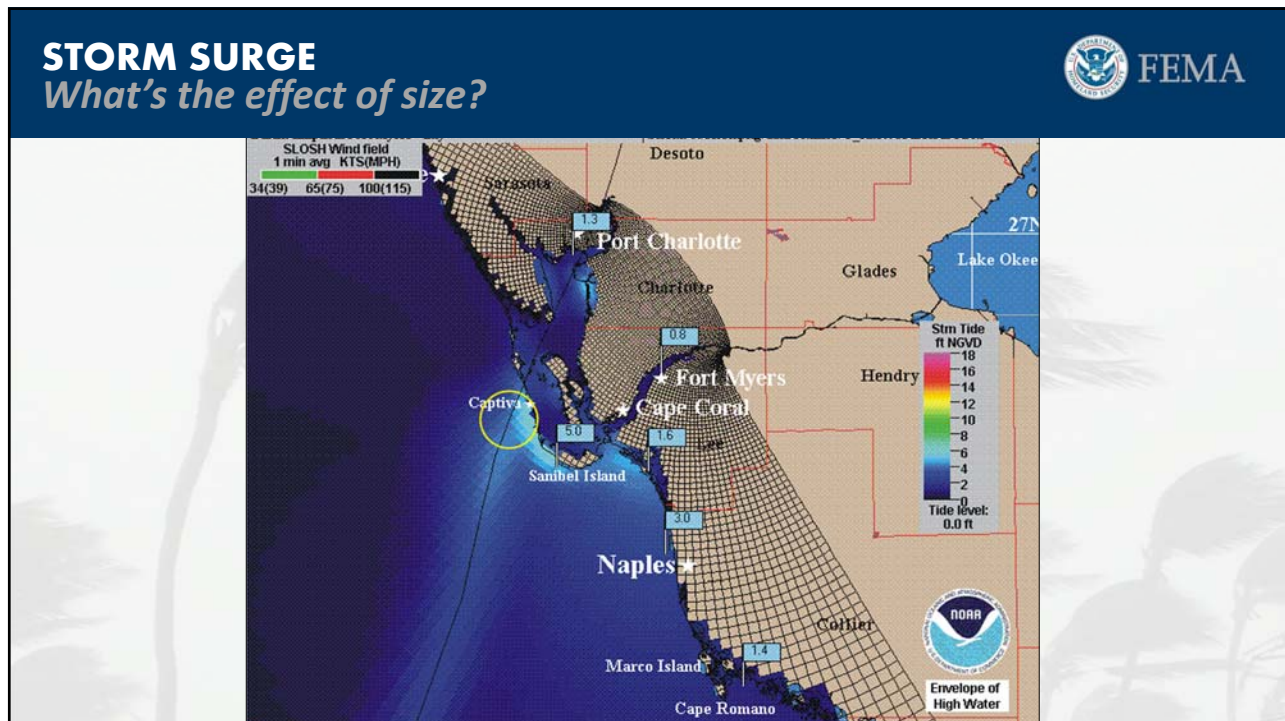 STORM SURGE
What's the effect of size?
FEMA
SLOSH Wind field
1 min avg KTS(MPH)
34(39) 65(75) 100(115)
e
Desoto
Sarasota
1.3
Port Charlotte
27N
Lake Okee
Glades
Charlotte
0.8
Fort Myers
Hendry
Captiva
Cape Coral
5.0
1.6
Lee
Sanibel Island
3.0
Naples
Collier
1.4
Marco Island
Cape Romano
Stm Tide
ft NGVD
18
16
14
12
10
8
6
4
2
0
Tide level:
0.0 ft
NOAA
Envelope of
High Water